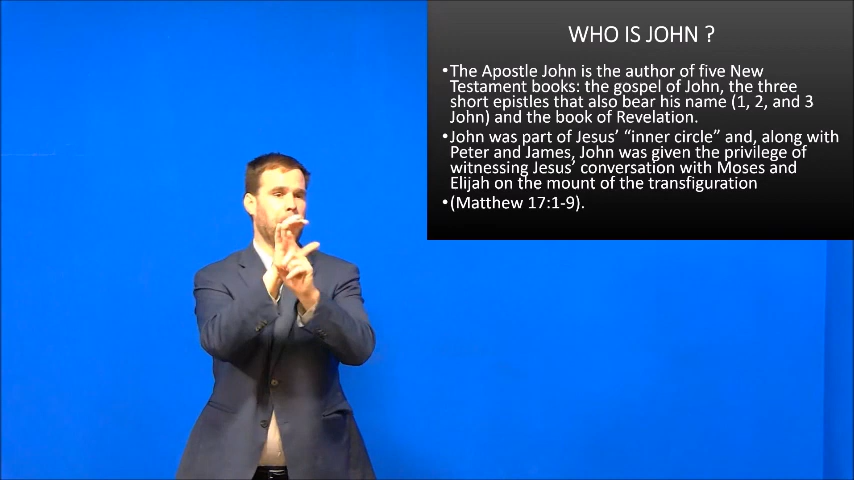 WHO IS JOHN ?
•The Apostle John is the author of five New
Testament books: the gospel of John, the three
short epistles that also bear his name (1, 2, and 3
John) and the book of Revelation.
•John was part of Jesus’ “inner circle” and, along with
Peter and James, John was given the privilege of
witnessing Jesus’ conversation with Moses and
Elijah on the mount of the transfiguration
•(Matthew 17:1-9).